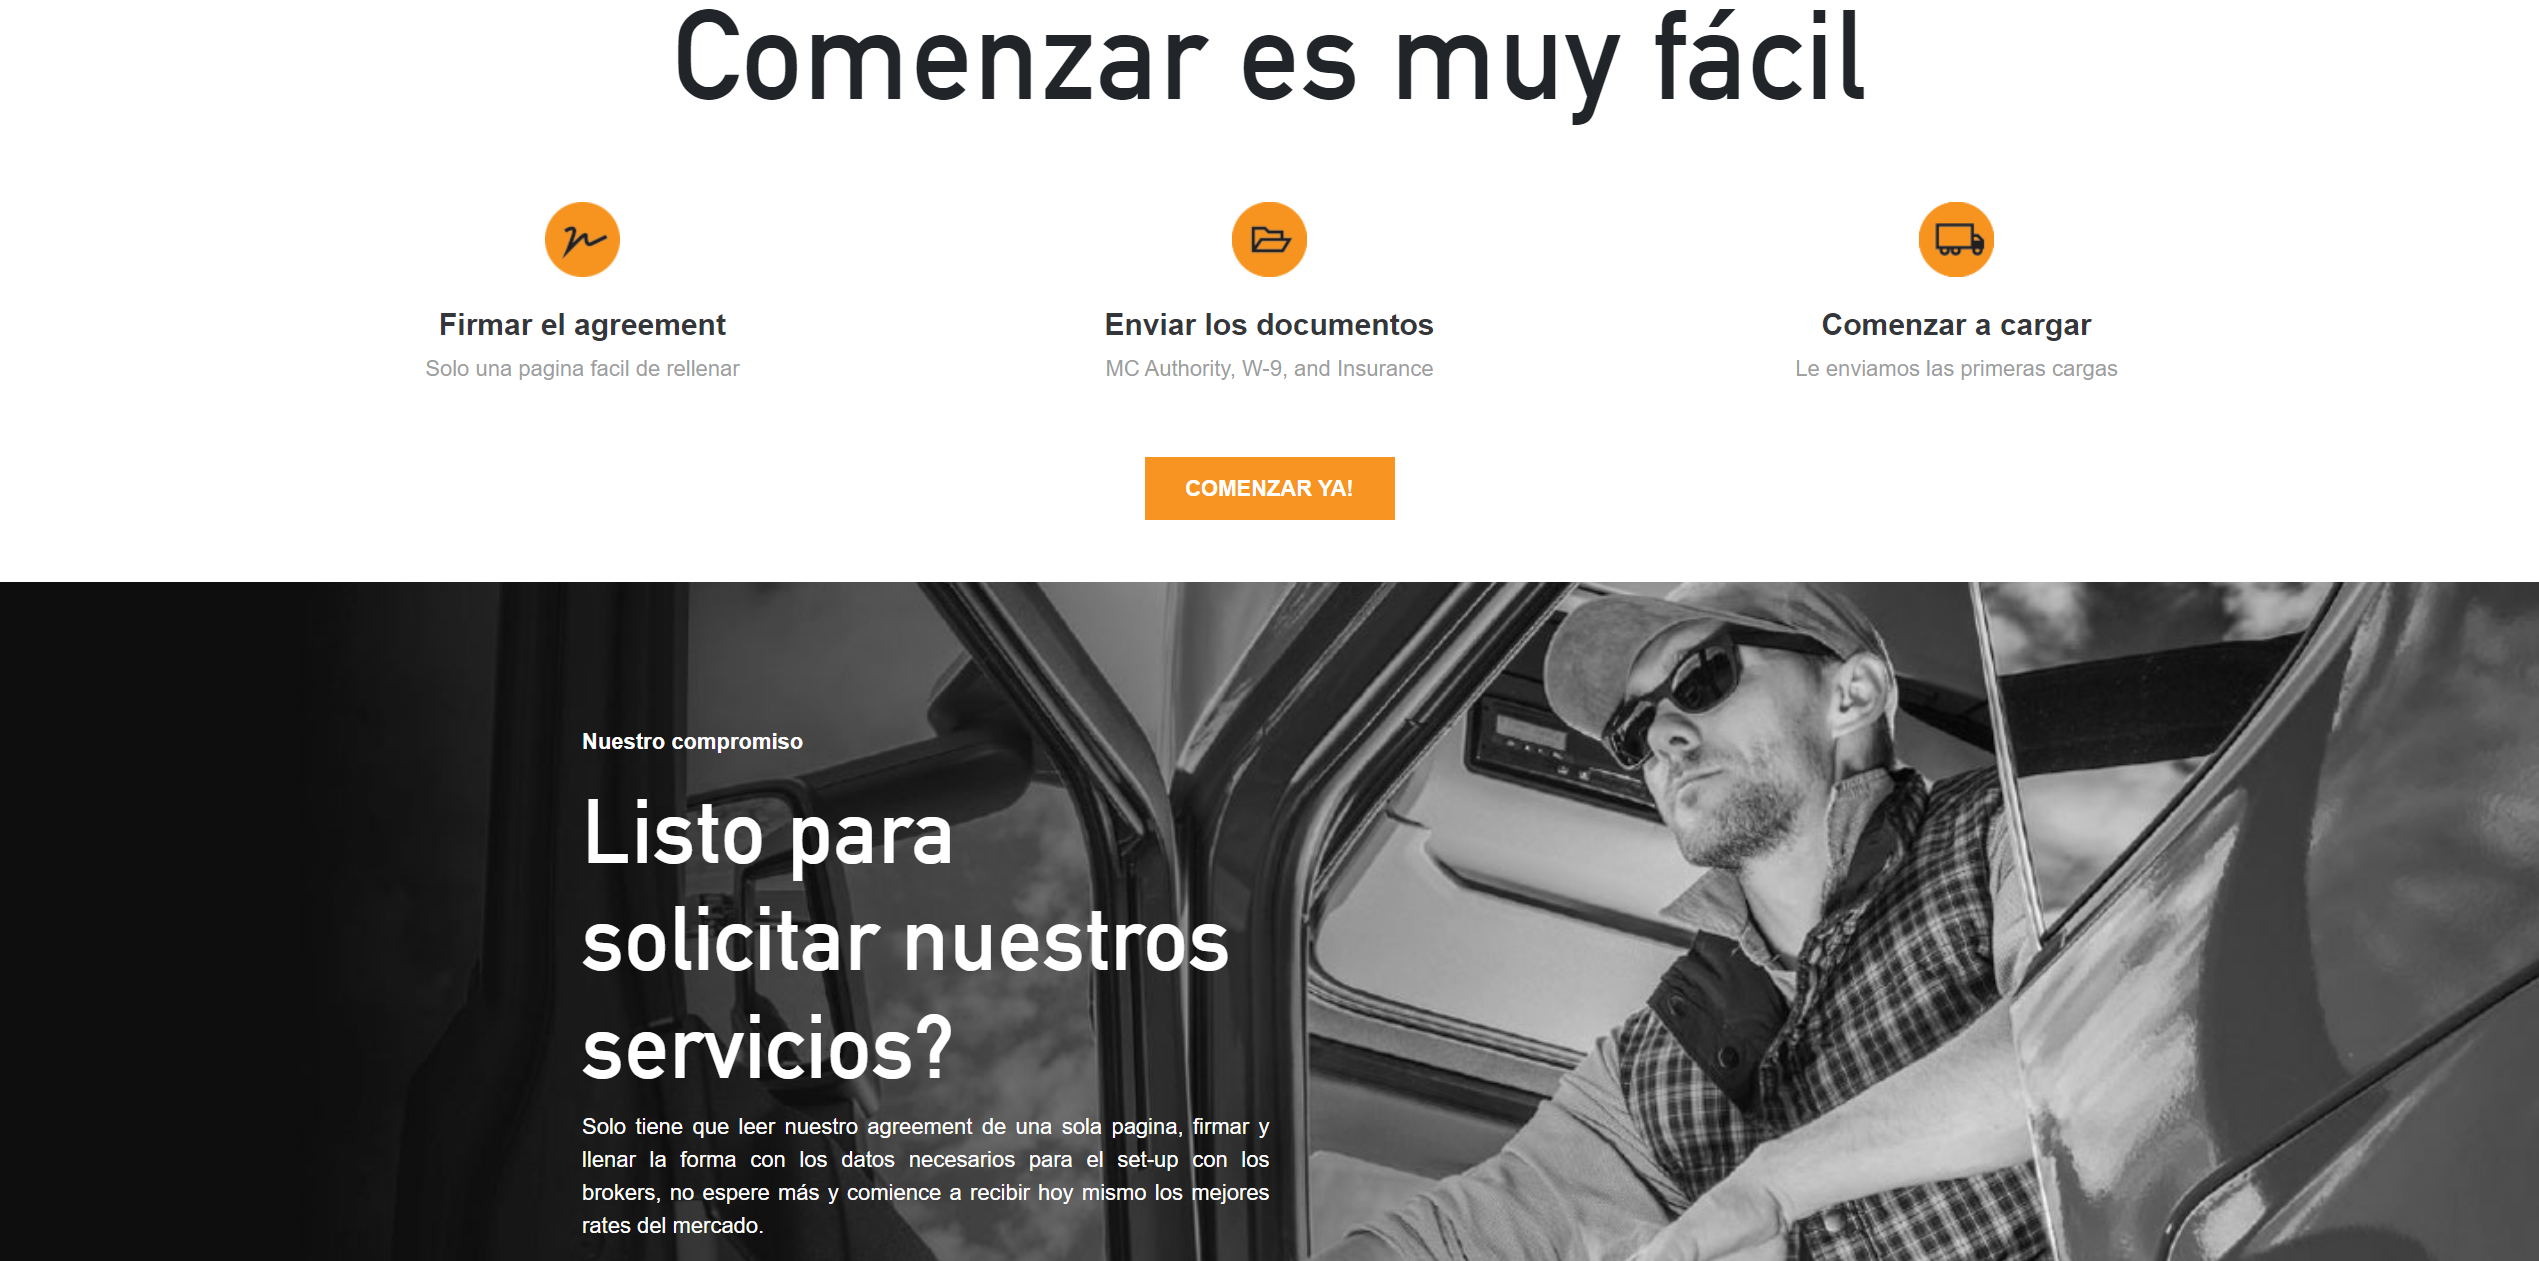 Comenzar es muy fácil
Firmar el agreement
Solo una pagina facil de rellenar
Enviar los documentos
MC Authority, W-9, and Insurance
Comenzar a cargar
Le enviamos las primeras cargas
COMENZAR YA!
Nuestro compromiso
Listo para
solicitar nuestros
servicios?
Solo tiene que leer nuestro agreement de una sola pagina, firmar y
llenar la forma con los datos necesarios para el set-up con los
brokers, no espere más y comience a recibir hoy mismo los mejores
rates del mercado.